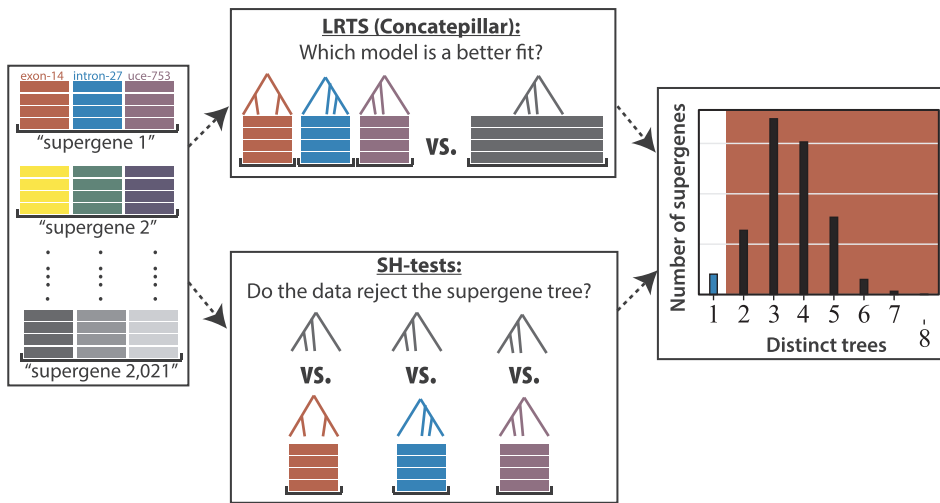 exon-14 intron-27 uce-753
"supergene 1"
"supergene 2"
"supergene 2,021"
LRTS (Concatepillar):
Which model is a better fit?
vs.
SH-tests:
Do the data reject the supergene tree?
vs. vs. vs.
Number of supergenes
1 2 3 4 5 6 7 8
Distinct trees